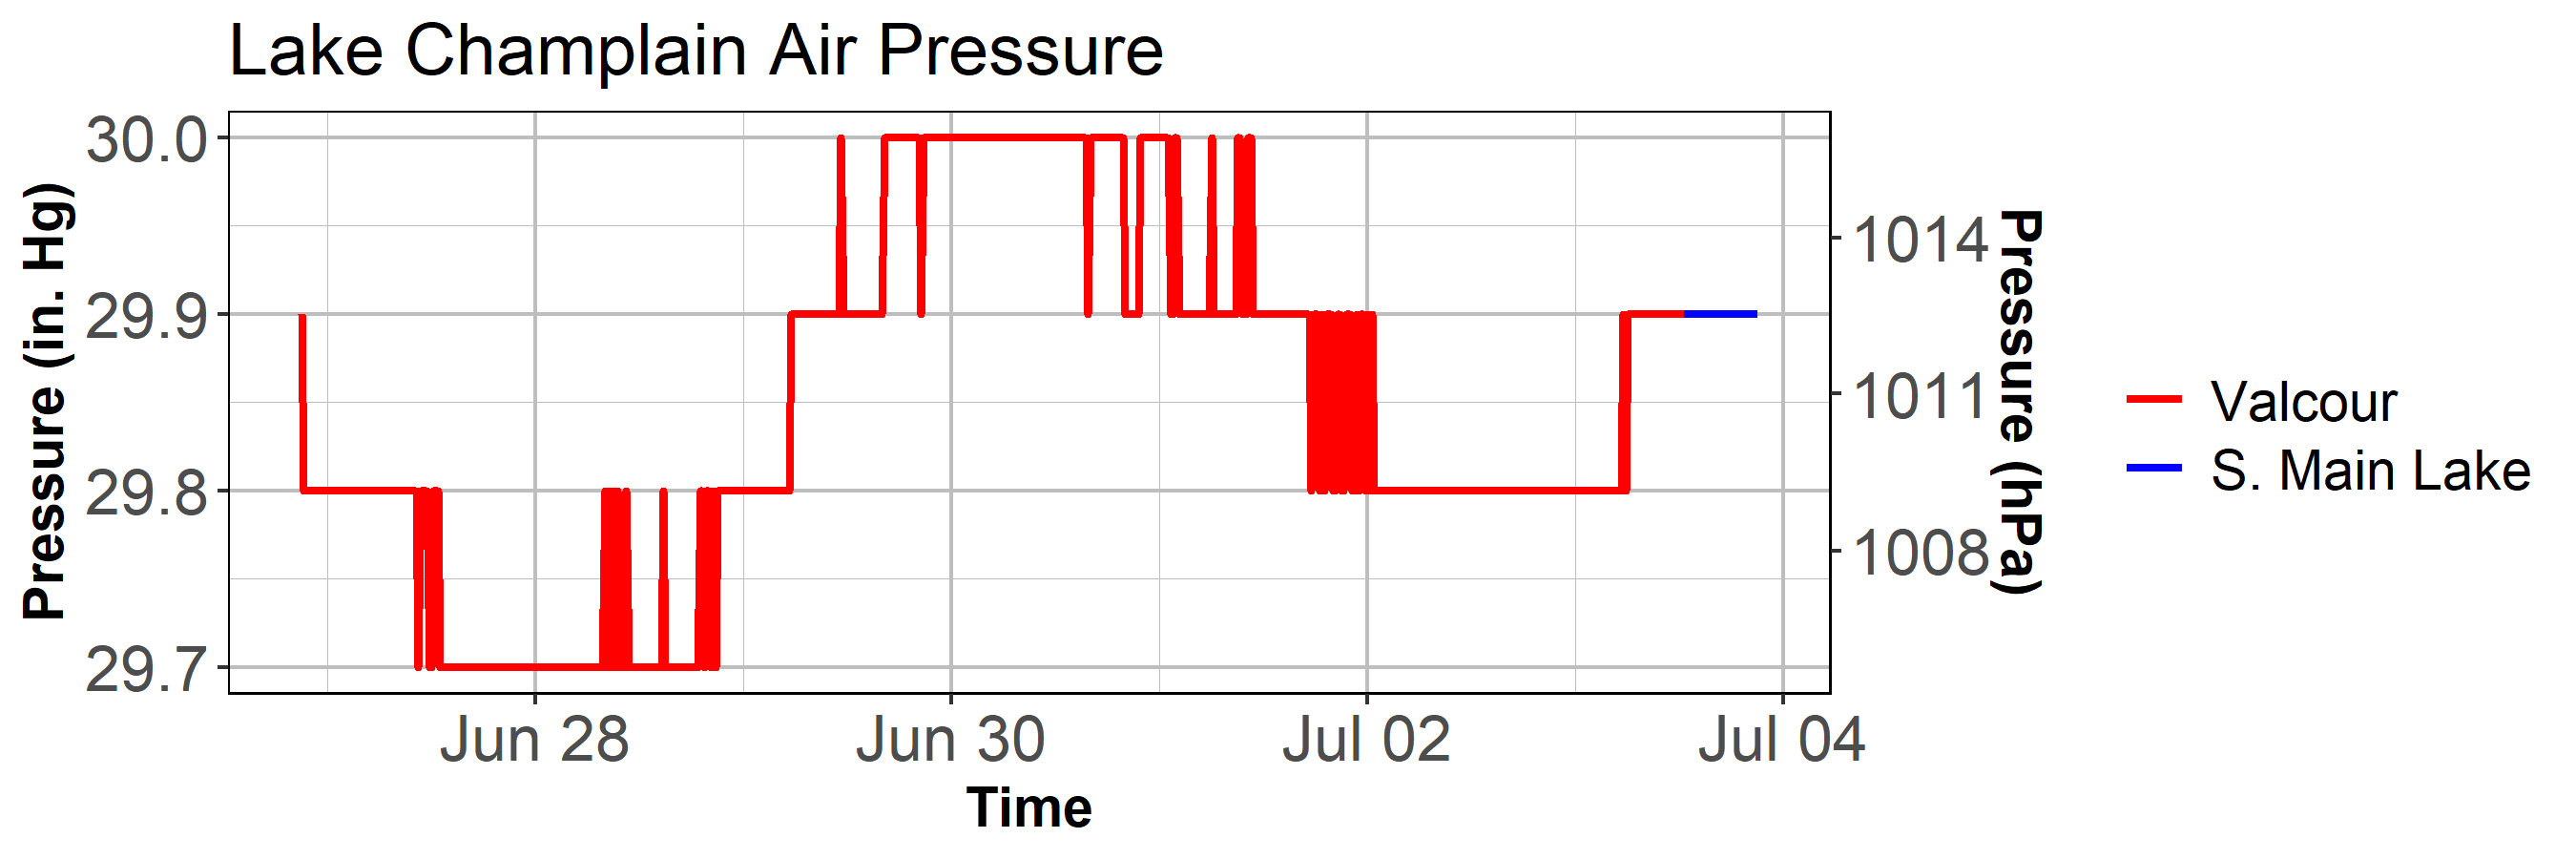 Lake Champlain Air Pressure
Pressure (in. Hg)
30.0
29.9
29.8
29.7
1014
1011
1008
Pressure (hPa)
Jun 28
Jun 30
Jul 02
Jul 04
Time
Valcour
S. Main Lake